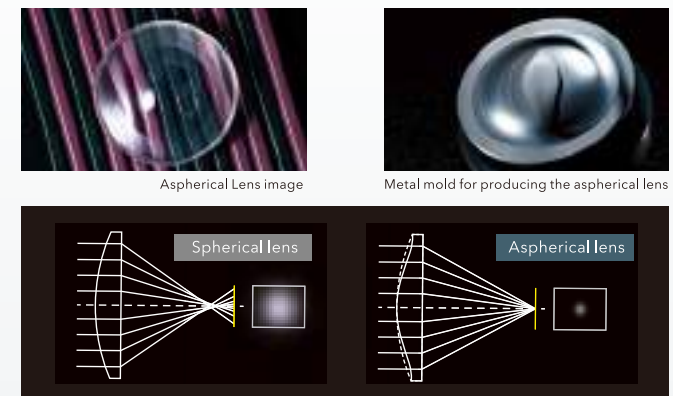 Aspherical Lens image
Metal mold for producing the aspherical lens
Spherical lens
Aspherical lens